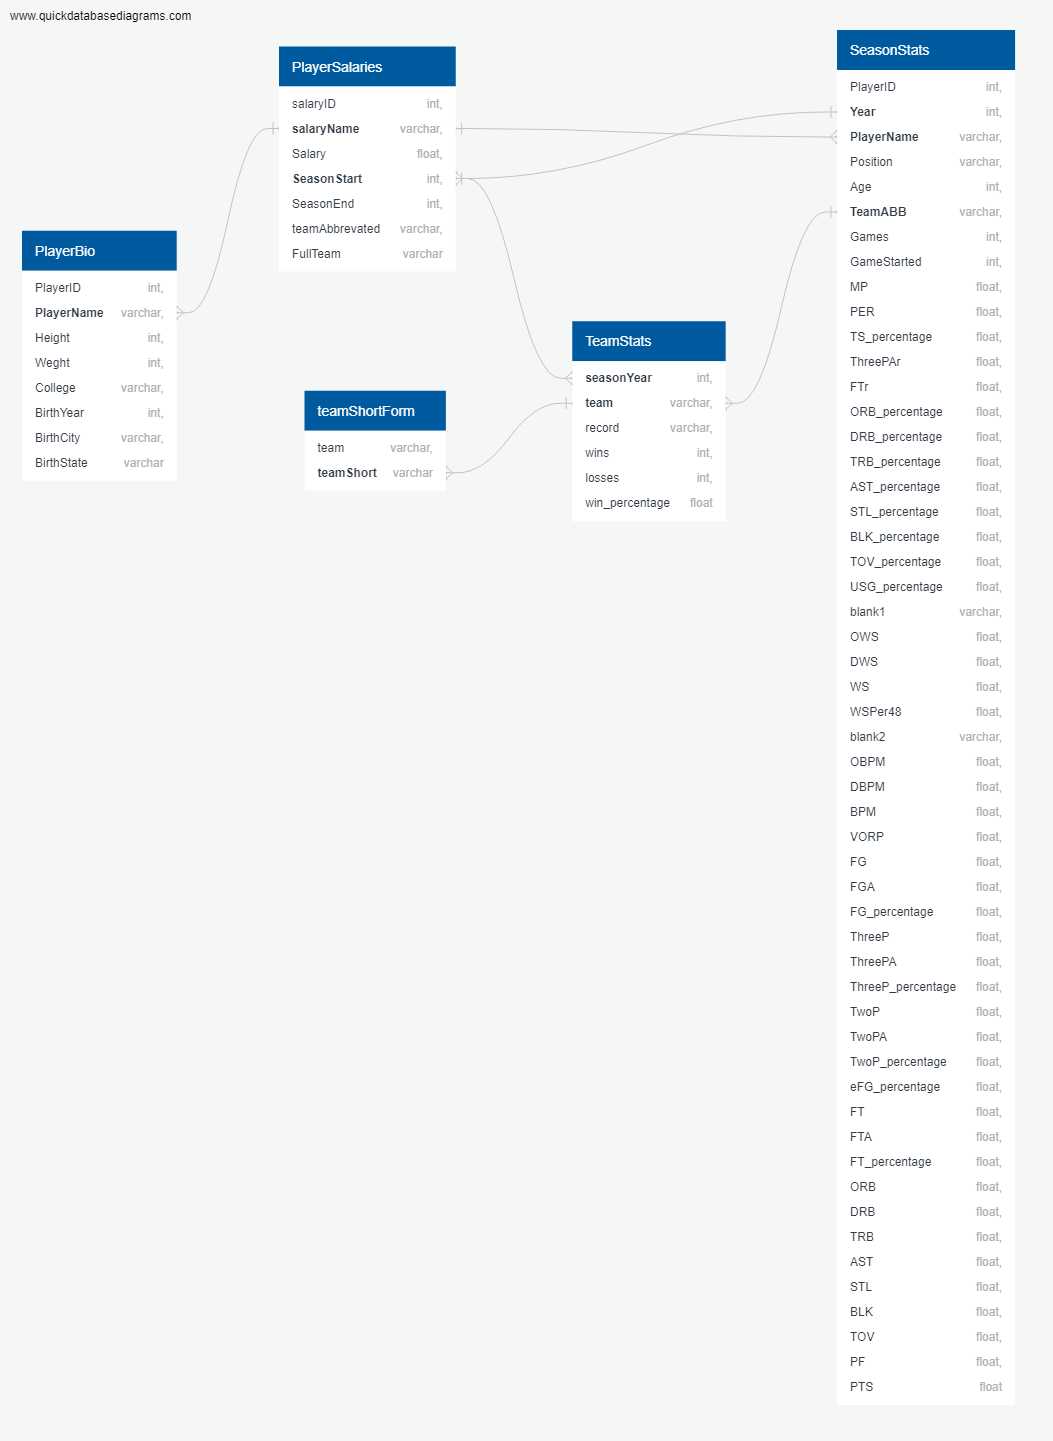 www.quickdatabasediagrams.com
PlayerSalaries
salaryID int,
salaryName varchar,
Salary float,
SeasonStart int,
SeasonEnd int,
teamAbbrevated varchar,
FullTeam varchar
PlayerBio
PlayerID int,
PlayerName varchar,
Height int,
Weght int,
College varchar,
BirthYear int,
BirthCity varchar,
BirthState varchar
teamShortForm
team varchar,
teamShort varchar
TeamStats
seasonYear int,
team varchar,
record varchar,
wins int,
losses int,
win_percentage float
SeasonStats
PlayerID int,
Year int,
PlayerName varchar,
Position varchar,
Age int,
TeamABB varchar,
Games int,
GameStarted int,
MP float,
PER float,
TS_percentage float,
ThreePAr float,
FTr float,
ORB_percentage float,
DRB_percentage float,
TRB_percentage float,
AST_percentage float,
STL_percentage float,
BLK_percentage float,
TOV_percentage float,
USG_percentage float,
blank1 varchar,
OWS float,
DWS float,
WS float,
WSPer48 float,
blank2 varchar,
OBPM float,
DBPM float,
BPM float,
VORP float,
FG float,
FGA float,
FG_percentage float,
ThreeP float,
ThreePA float,
ThreeP_percentage float,
TwoP float,
TwoPA float,
TwoP_percentage float,
eFG_percentage float,
FT float,
FTA float,
FT_percentage float,
ORB float,
DRB float,
TRB float,
AST float,
STL float,
BLK float,
TOV float,
PF float,
PTS float